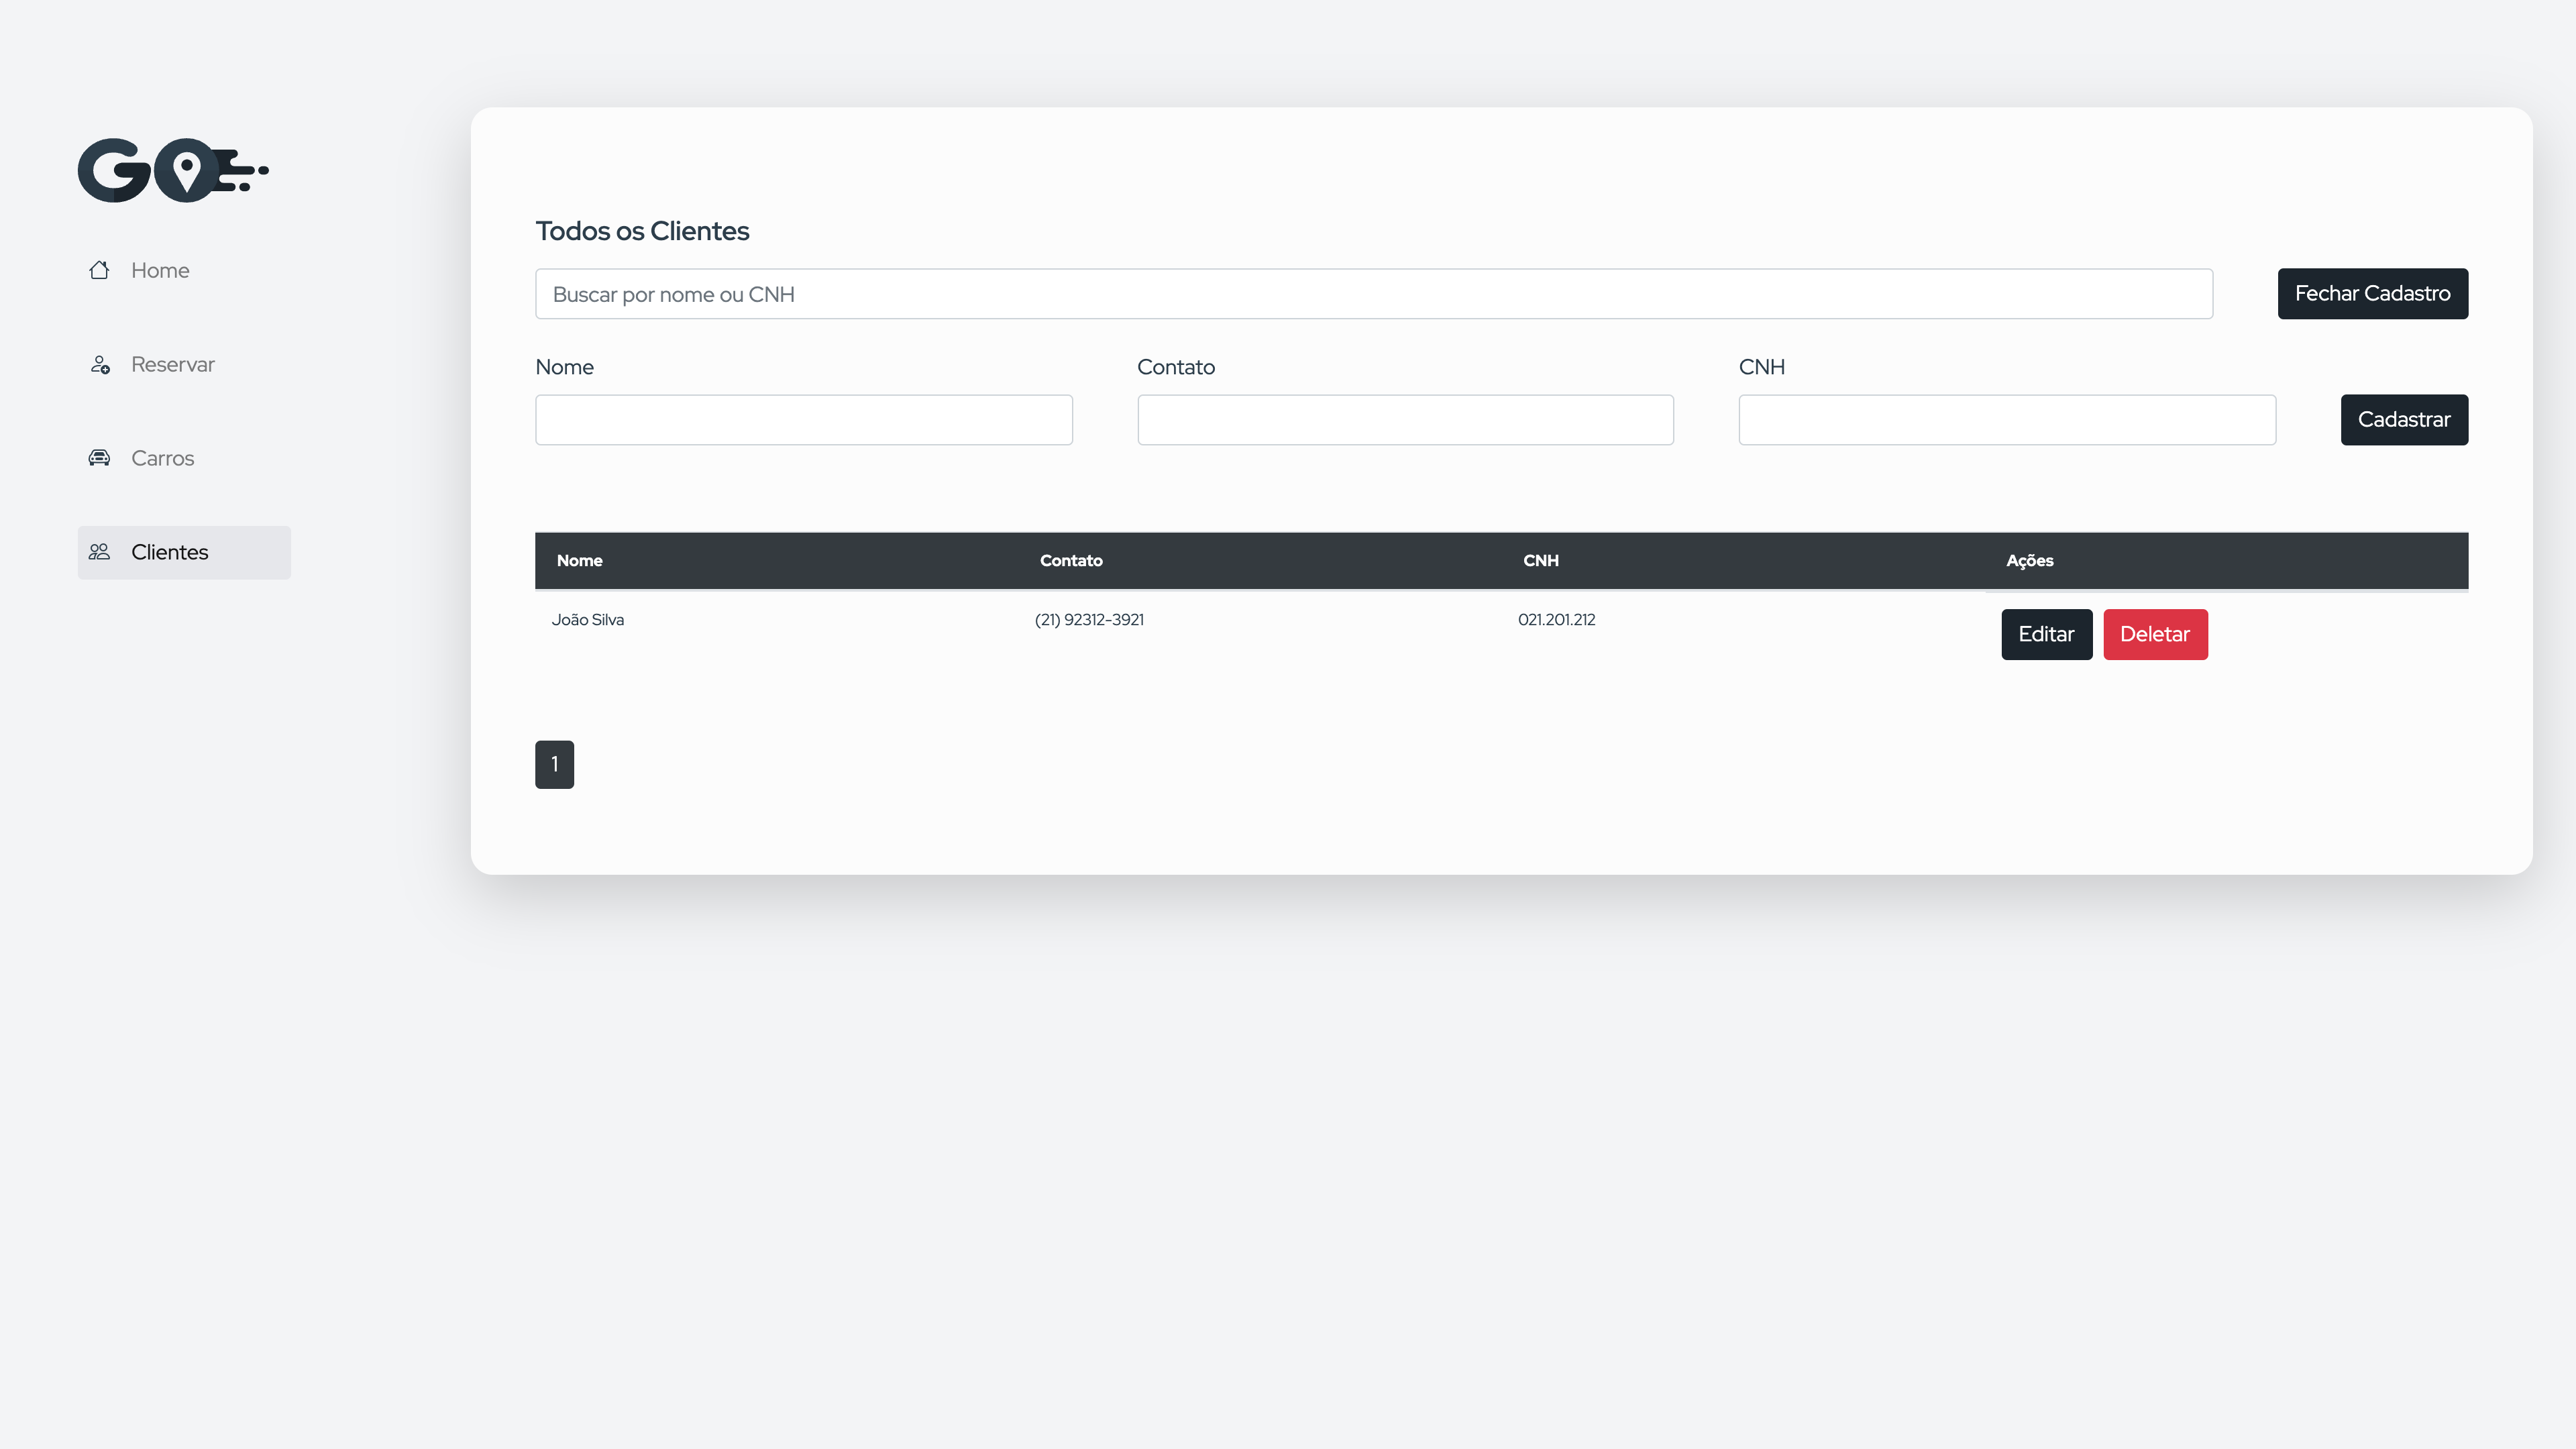 GO
Home
Reservar
Carros
Clientes
Todos os Clientes
Buscar por nome ou CNH
Fechar Cadastro
Nome Contato CNH
Cadastrar
Nome Contato CNH Ações
João Silva (21) 92312-3921 021.201.212 Editar Deletar
1